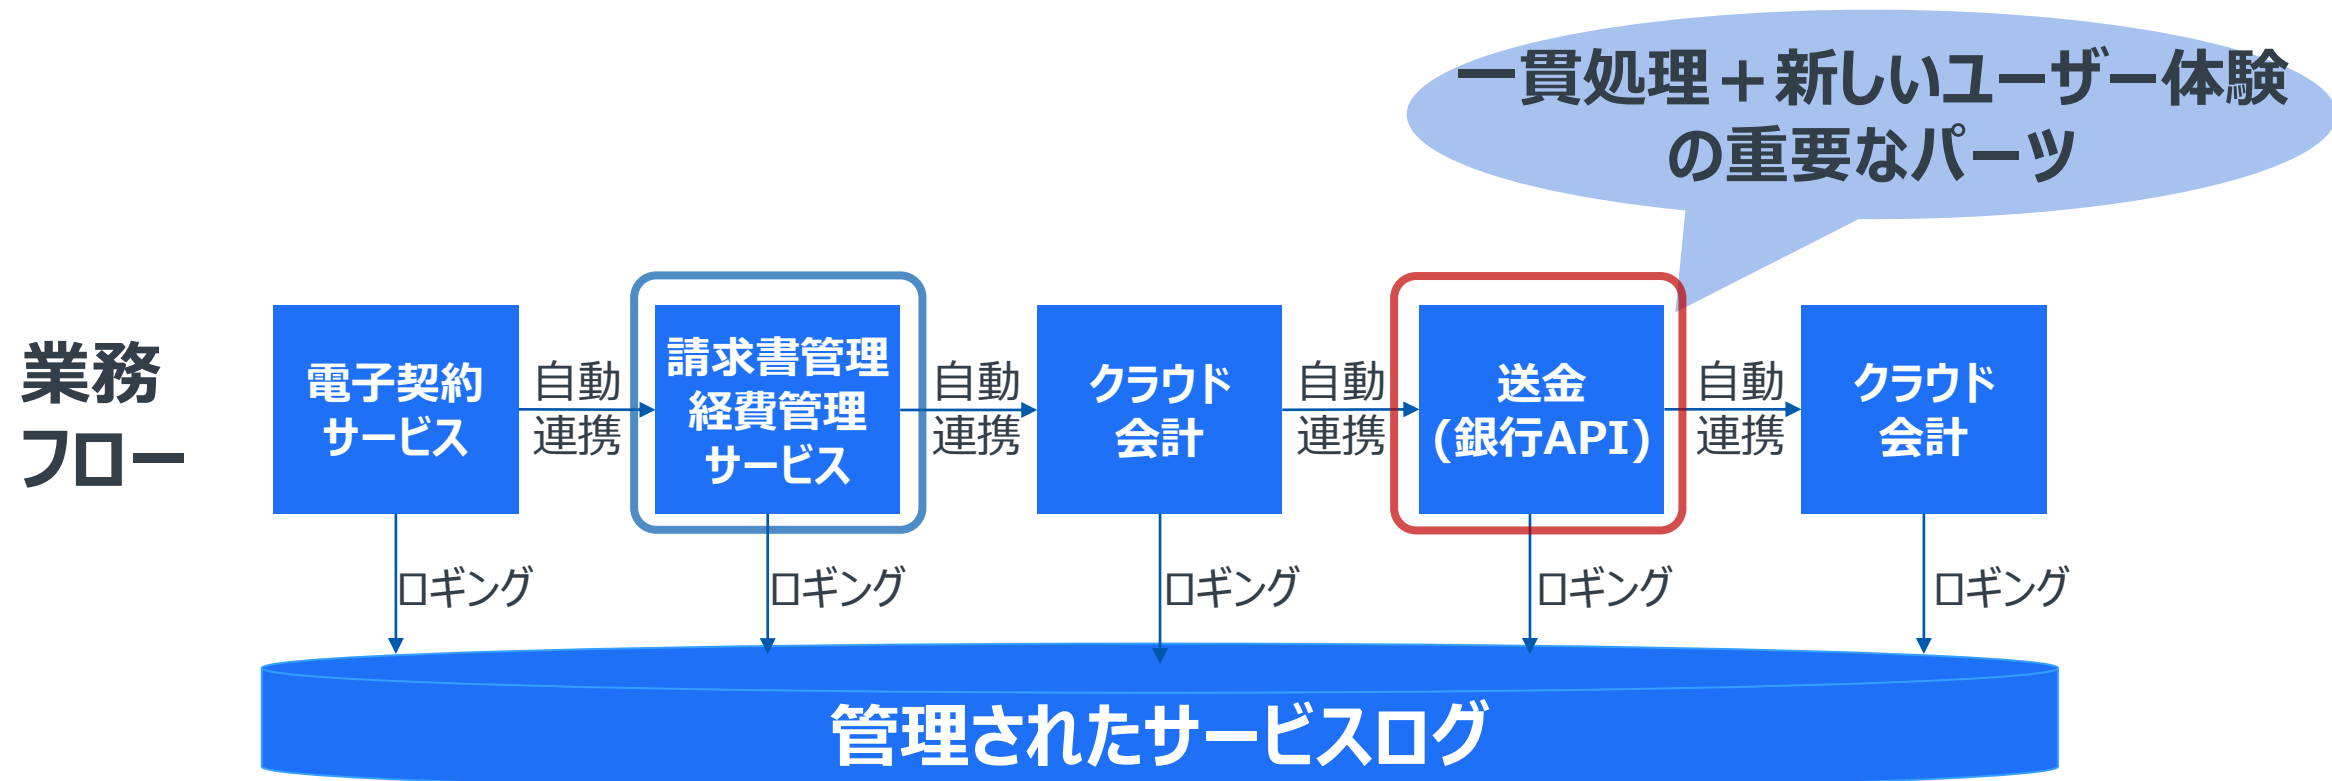 一貫処理＋新しいユーザー体験
の重要なパーツ
業務
フロー
電子契約
サービス
自動
連携
請求書管理
経費管理
サービス
自動
連携
クラウド
会計
自動
連携
送金
(銀行API)
自動
連携
クラウド
会計
ロギング
ロギング
ロギング
ロギング
ロギング
管理されたサービスログ